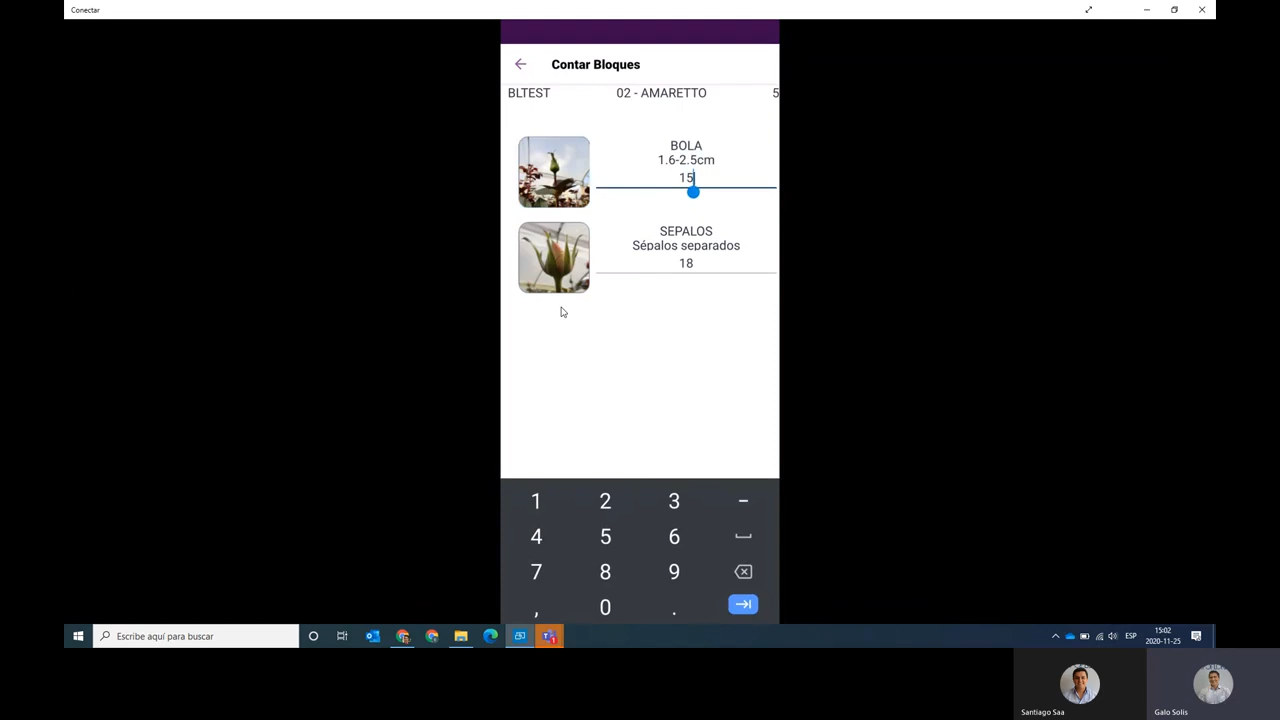 Conectar
Contar Bloques
BLTEST 02 - AMARETTO 5
BOLA
1.6-2.5cm
15
SEPALOS
Sépalos separados
18
1 2 3 -
4 5 6
7 8 9
, 0 .
Escribe aquí para buscar
ESP
15:02
2020-11-25
Santiago Saa
Galo Solis